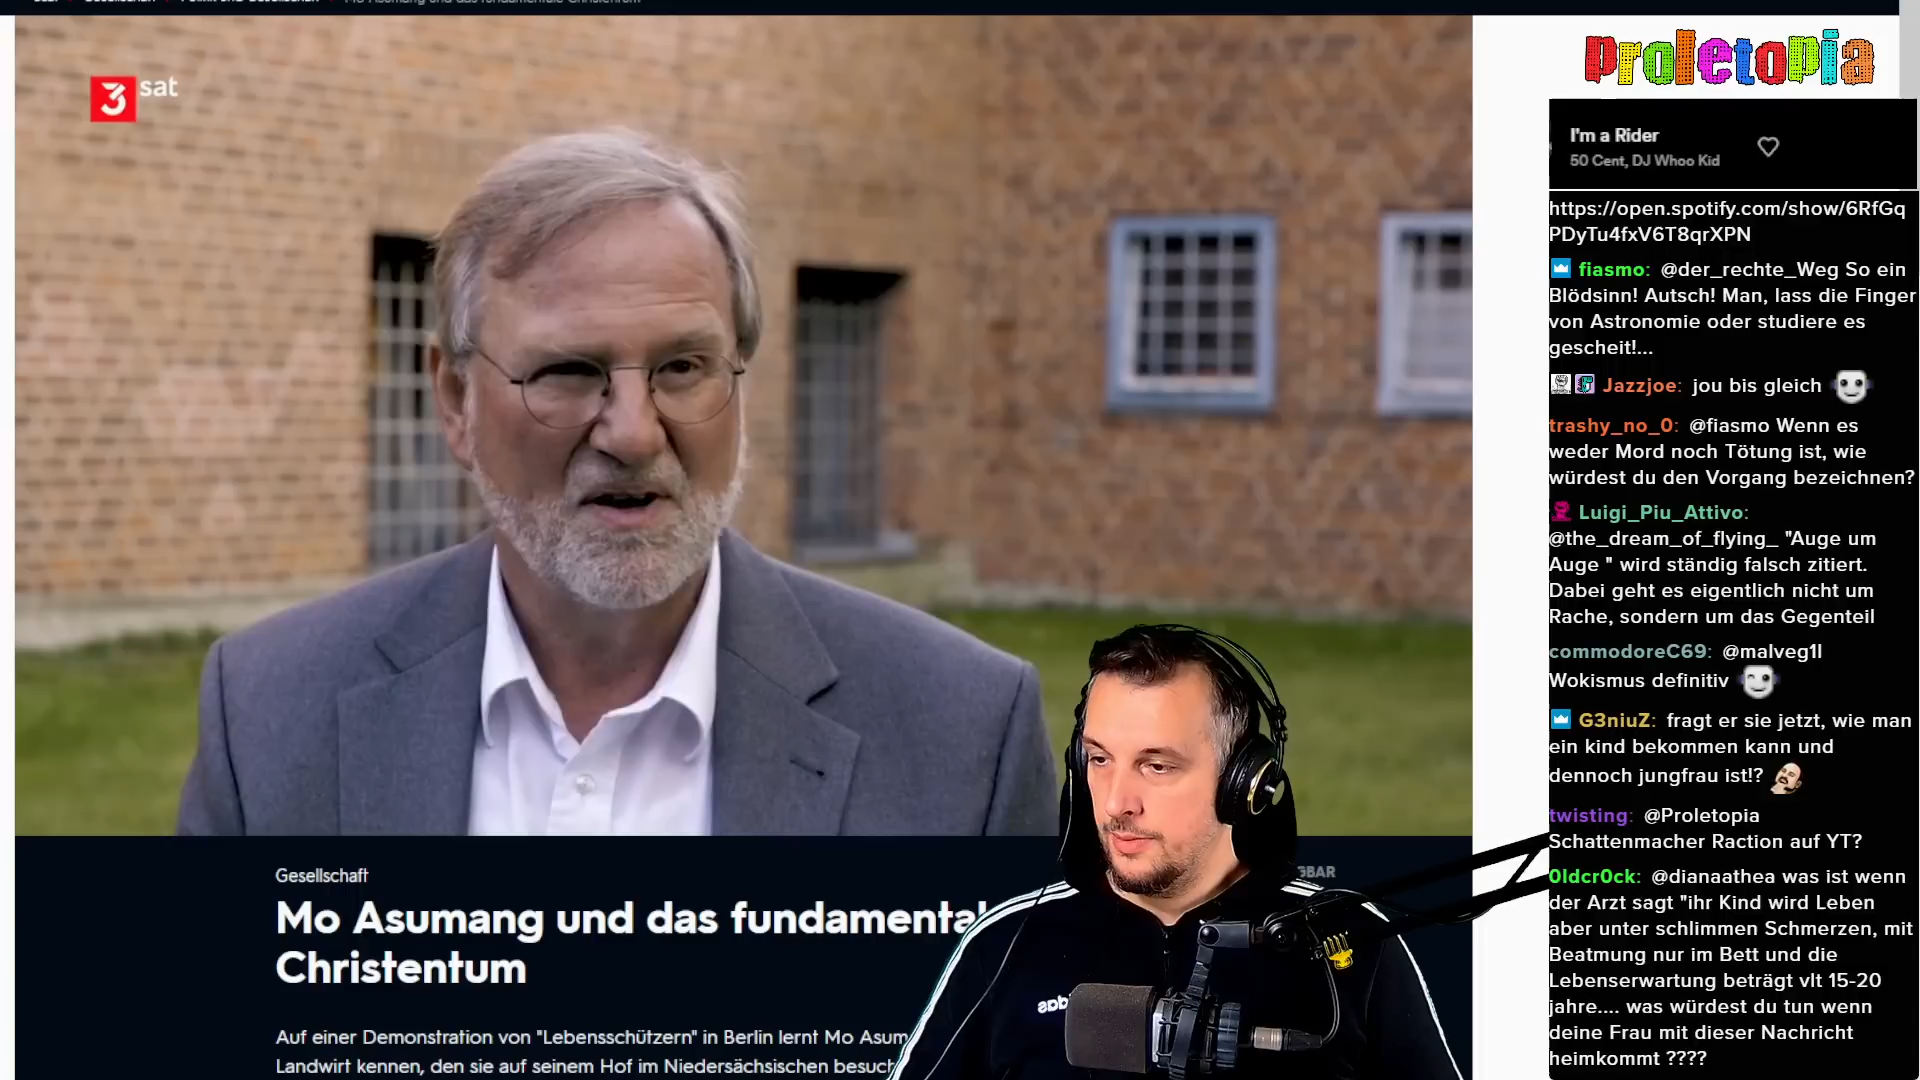 Mo Asumang und das fundamentale Christentum
3sat
Proletopia
I'm a Rider
50 Cent, DJ Whoo Kid
https://open.spotify.com/show/6RfGq
PDyTu4fxV6T8qrXPN
fiasmo: @der_rechte_Weg So ein
Blödsinn! Autsch! Man, lass die Finger
von Astronomie oder studiere es
gescheit!...
Jazzjoe: jou bis gleich
trashy_no_0: @fiasmo Wenn es
weder Mord noch Tötung ist, wie
würdest du den Vorgang bezeichnen?
Luigi_Piu_Attivo:
@the_dream_of_flying_ "Auge um
Auge " wird ständig falsch zitiert.
Dabei geht es eigentlich nicht um
Rache, sondern um das Gegenteil
commodoreC69: @malveg1l
Wokismus definitiv
G3niuZ: fragt er sie jetzt, wie man
ein kind bekommen kann und
dennoch jungfrau ist!?
twisting: @Proletopia
Schattenmacher Raction auf YT?
0ldcr0ck: @dianaathea was ist wenn
der Arzt sagt "ihr Kind wird Leben
aber unter schlimmen Schmerzen, mit
Beatmung nur im Bett und die
Lebenserwartung beträgt vlt 15-20
jahre.... was würdest du tun wenn
deine Frau mit dieser Nachricht
heimkommt ????
Gesellschaft
Mo Asumang und das fundamental
Christentum
Auf einer Demonstration von "Lebensschützern" in Berlin lernt Mo Asum
Landwirt kennen, den sie auf seinem Hof im Niedersächsischen besuch